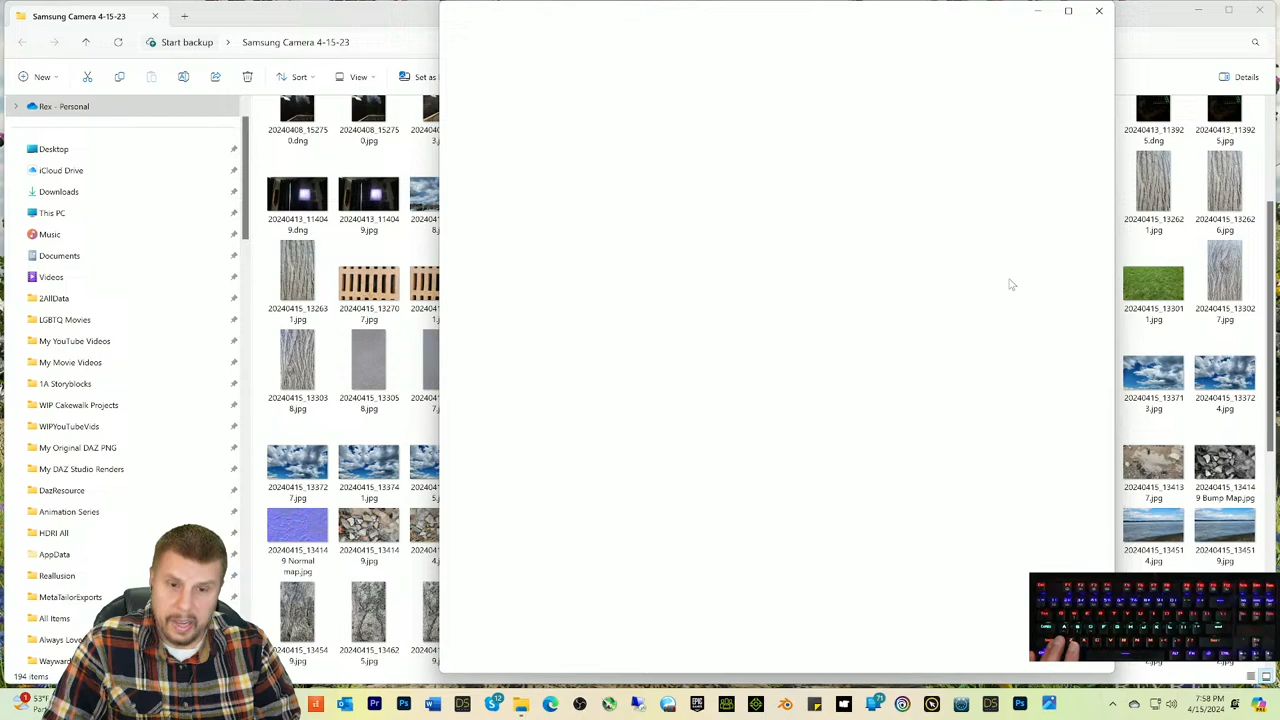 Samsung Camera 4-15-23
Start backup
Samsung Camera 4-15-23
New
Sort
View
Set as
Details
Rex - Personal
Desktop
iCloud Drive
Downloads
This PC
Music
Documents
Videos
2AllData
LGBTQ Movies
My YouTube Videos
My Movie Videos
1A Storyblocks
WIP Cakewalk Projects
WIPYouTubeVids
My Original DAZ PNG
My DAZ Studio Renders
DazResource
Animation Series
HDRI All
AppData
Reallusion
MetaTailorExports
All Items
Always Love
Wayward
194 items
20240408_15275
0.dng
20240408_15275
0.jpg
20240413_11392
5.dng
20240413_11392
5.jpg
20240413_11404
9.dng
20240413_11404
9.jpg
20240415_13262
1.jpg
20240415_13262
6.jpg
20240415_13263
1.jpg
20240415_13270
7.jpg
20240415_13301
1.jpg
20240415_13302
7.jpg
20240415_13303
8.jpg
20240415_13305
8.jpg
20240415_13371
3.jpg
20240415_13372
4.jpg
20240415_13372
7.jpg
20240415_13374
1.jpg
20240415_13413
7.jpg
20240415_13414
9 Bump Map.jpg
20240415_13414
9 Normal
map.jpg
20240415_13414
9.jpg
20240415_13451
4.jpg
20240415_13451
9.jpg
20240415_13454
9.jpg
20240415_13462
5.jpg
53°F
7:58 PM
4/15/2024